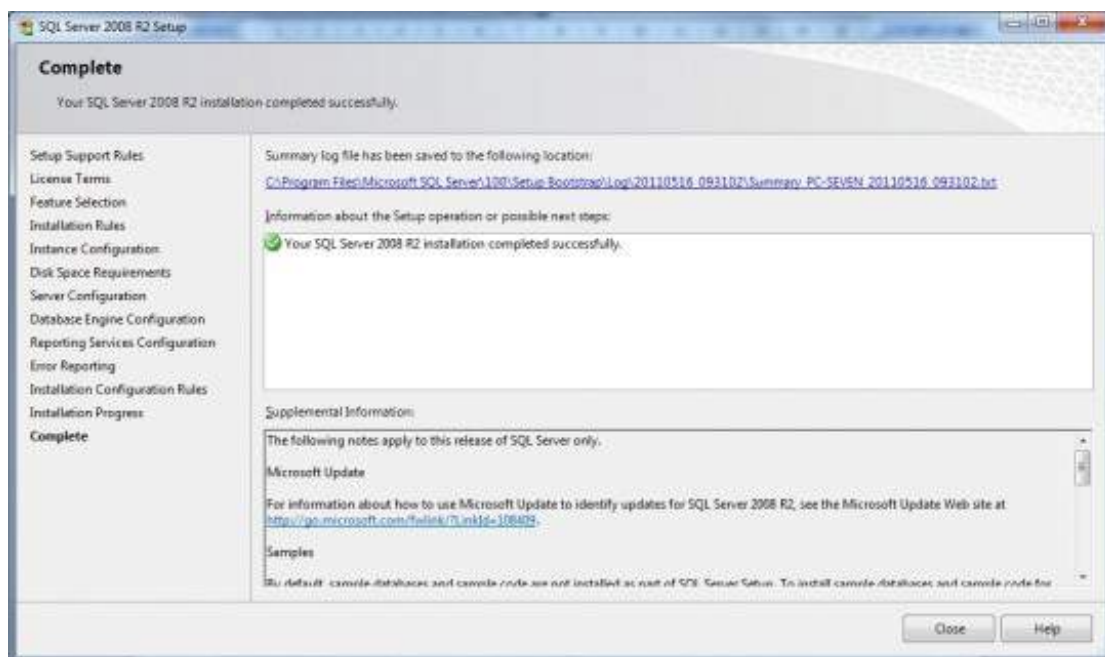 SQL Server 2008 R2 Setup
Complete
Your SQL Server 2008 R2 installation completed successfully.
Setup Support Rules
License Terms
Feature Selection
Installation Rules
Instance Configuration
Disk Space Requirements
Server Configuration
Database Engine Configuration
Reporting Services Configuration
Error Reporting
Installation Configuration Rules
Installation Progress
Complete
Summary log file has been saved to the following location:
C:\Program Files\Microsoft SQL Server\100\Setup Bootstrap\Log\20110516_093102\Summary_PC-SEVEN_20110516_093102.txt
Information about the Setup operation or possible next steps:
Your SQL Server 2008 R2 installation completed successfully.
Supplemental Information:
The following notes apply to this release of SQL Server only.
Microsoft Update
For information about how to use Microsoft Update to identify updates for SQL Server 2008 R2, see the Microsoft Update Web site at
http://go.microsoft.com/fwlink/?LinkId=108409.
Samples
By default, sample databases and sample code are not installed as part of SQL Server Setup. To install sample databases and sample code for
Close
Help